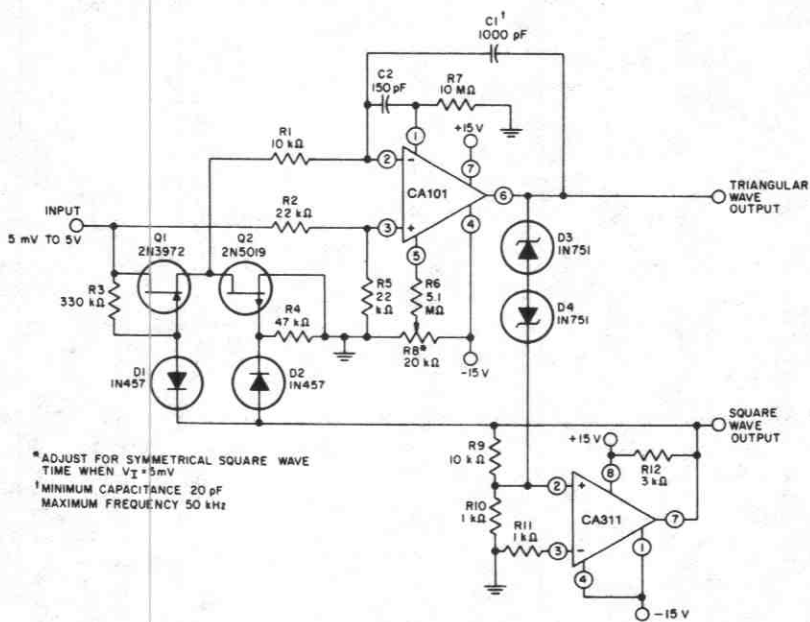 C1†
1000 pF
C2
150 pF
R7
10 MΩ
+15 V
1
7
R1
10 kΩ
2
−
CA101
6
TRIANGULAR
WAVE
OUTPUT
INPUT
5 mV TO 5V
R2
22 kΩ
3
+
4
5
Q1
2N3972
Q2
2N5019
R3
330 kΩ
R4
47 kΩ
R5
22
kΩ
R6
5.1
MΩ
R8*
20 kΩ
-15 V
D3
IN751
D4
IN751
D1
IN457
D2
IN457
SQUARE
WAVE
OUTPUT
R9
10 kΩ
+15 V
8
R12
3 kΩ
2
+
R10
1 kΩ
R11
1 kΩ
CA311
7
3
−
1
4
-15 V
*ADJUST FOR SYMMETRICAL SQUARE WAVE
TIME WHEN VI = 5mV
†MINIMUM CAPACITANCE 20 pF
MAXIMUM FREQUENCY 50 kHz